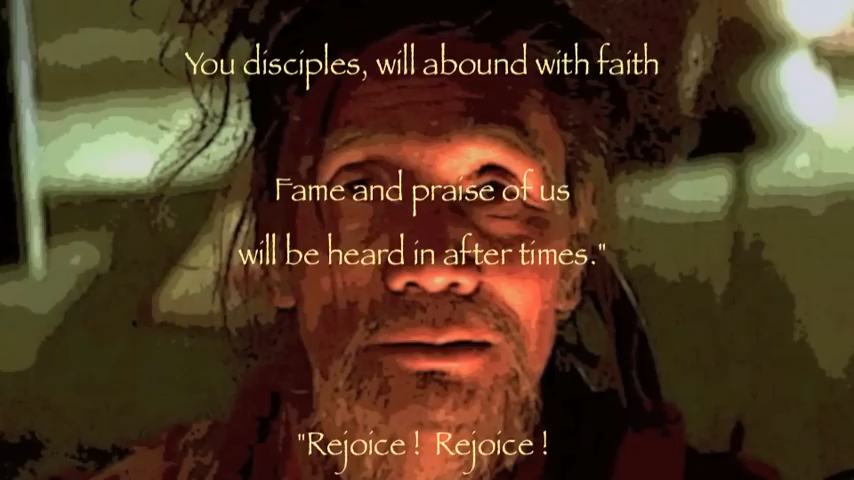 You disciples, will abound with faith
Fame and praise of us
will be heard in after times."
"Rejoice ! Rejoice !